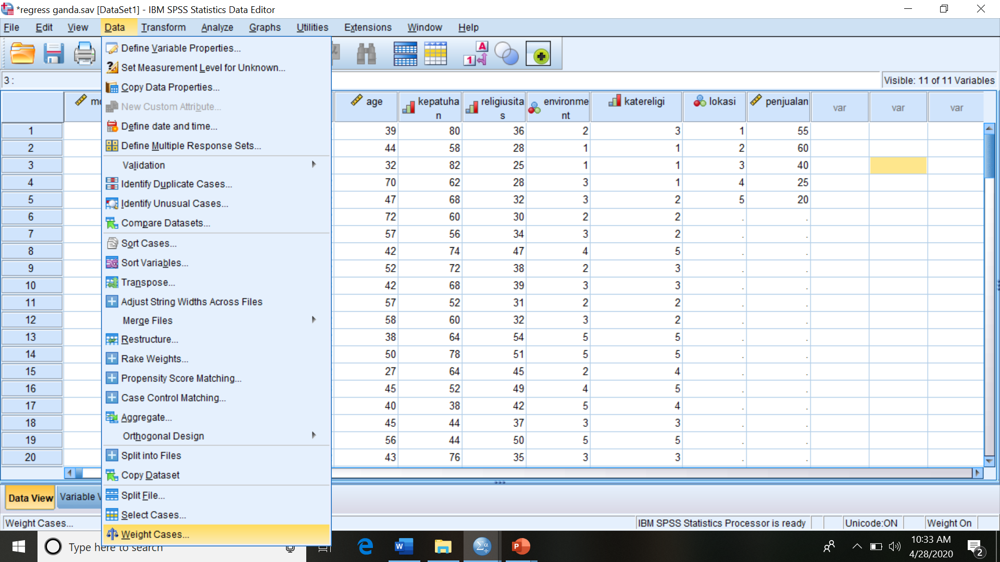 *regress ganda.sav [DataSet1] - IBM SPSS Statistics Data Editor
File Edit View Data Transform Analyze Graphs Utilities Extensions Window Help
Define Variable Properties...
Set Measurement Level for Unknown...
Copy Data Properties...
New Custom Attribute...
Define date and time...
Define Multiple Response Sets...
Validation
Identify Duplicate Cases...
Identify Unusual Cases...
Compare Datasets...
Sort Cases...
Sort Variables...
Transpose...
Adjust String Widths Across Files
Merge Files
Restructure...
Rake Weights...
Propensity Score Matching...
Case Control Matching...
Aggregate...
Orthogonal Design
Split into Files
Copy Dataset
Split File...
Select Cases...
Weight Cases...
3 :
Visible: 11 of 11 Variables
age kepatuhan religiusitas environment katereligi lokasi penjualan var var var
1 39 80 36 2 3 1 55
2 44 58 28 1 1 2 60
3 32 82 25 1 1 3 40
4 70 62 28 3 1 4 25
5 47 68 32 3 2 5 20
6 72 60 30 2 2 . .
7 57 56 34 3 2 . .
8 42 74 47 4 5 . .
9 52 72 38 2 3 . .
10 42 68 39 3 3 . .
11 57 52 31 2 2 . .
12 58 60 32 3 2 . .
13 38 64 54 5 5 . .
14 50 78 51 5 5 . .
15 27 64 45 2 4 . .
16 45 52 49 4 5 . .
17 40 38 42 5 4 . .
18 45 44 37 3 3 . .
19 56 44 50 5 5 . .
20 43 76 35 3 3 . .
Data View Variable V
Weight Cases... IBM SPSS Statistics Processor is ready Unicode:ON Weight On
Type here to search
10:33 AM
4/28/2020
2